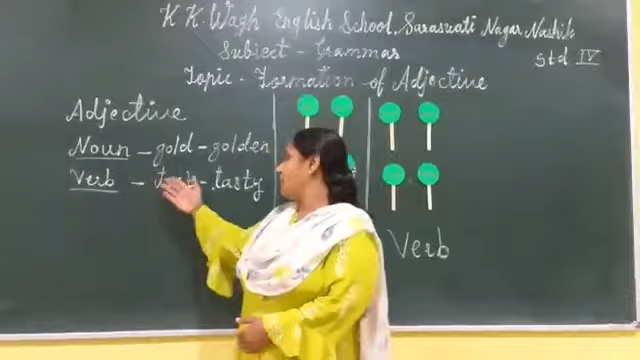 K K. Wagh English School, Saraswati Nagar, Nashik
Subject - Grammar
std IV
Topic - Formation of Adjective
Adjective
Noun - gold - golden
Verb - - tasty
Verb